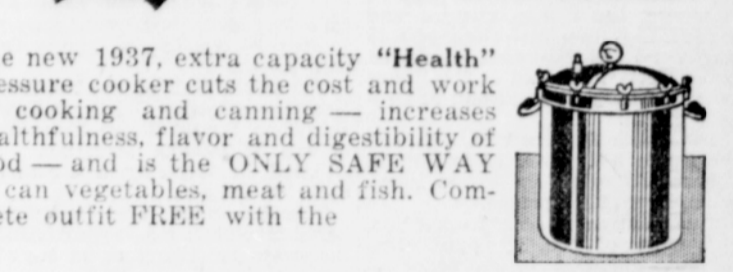 e new 1937, extra capacity "Health"
essure cooker cuts the cost and work
cooking and canning — increases
althfulness, flavor and digestibility of
od — and is the ONLY SAFE WAY
can vegetables, meat and fish. Com-
ete outfit FREE with the